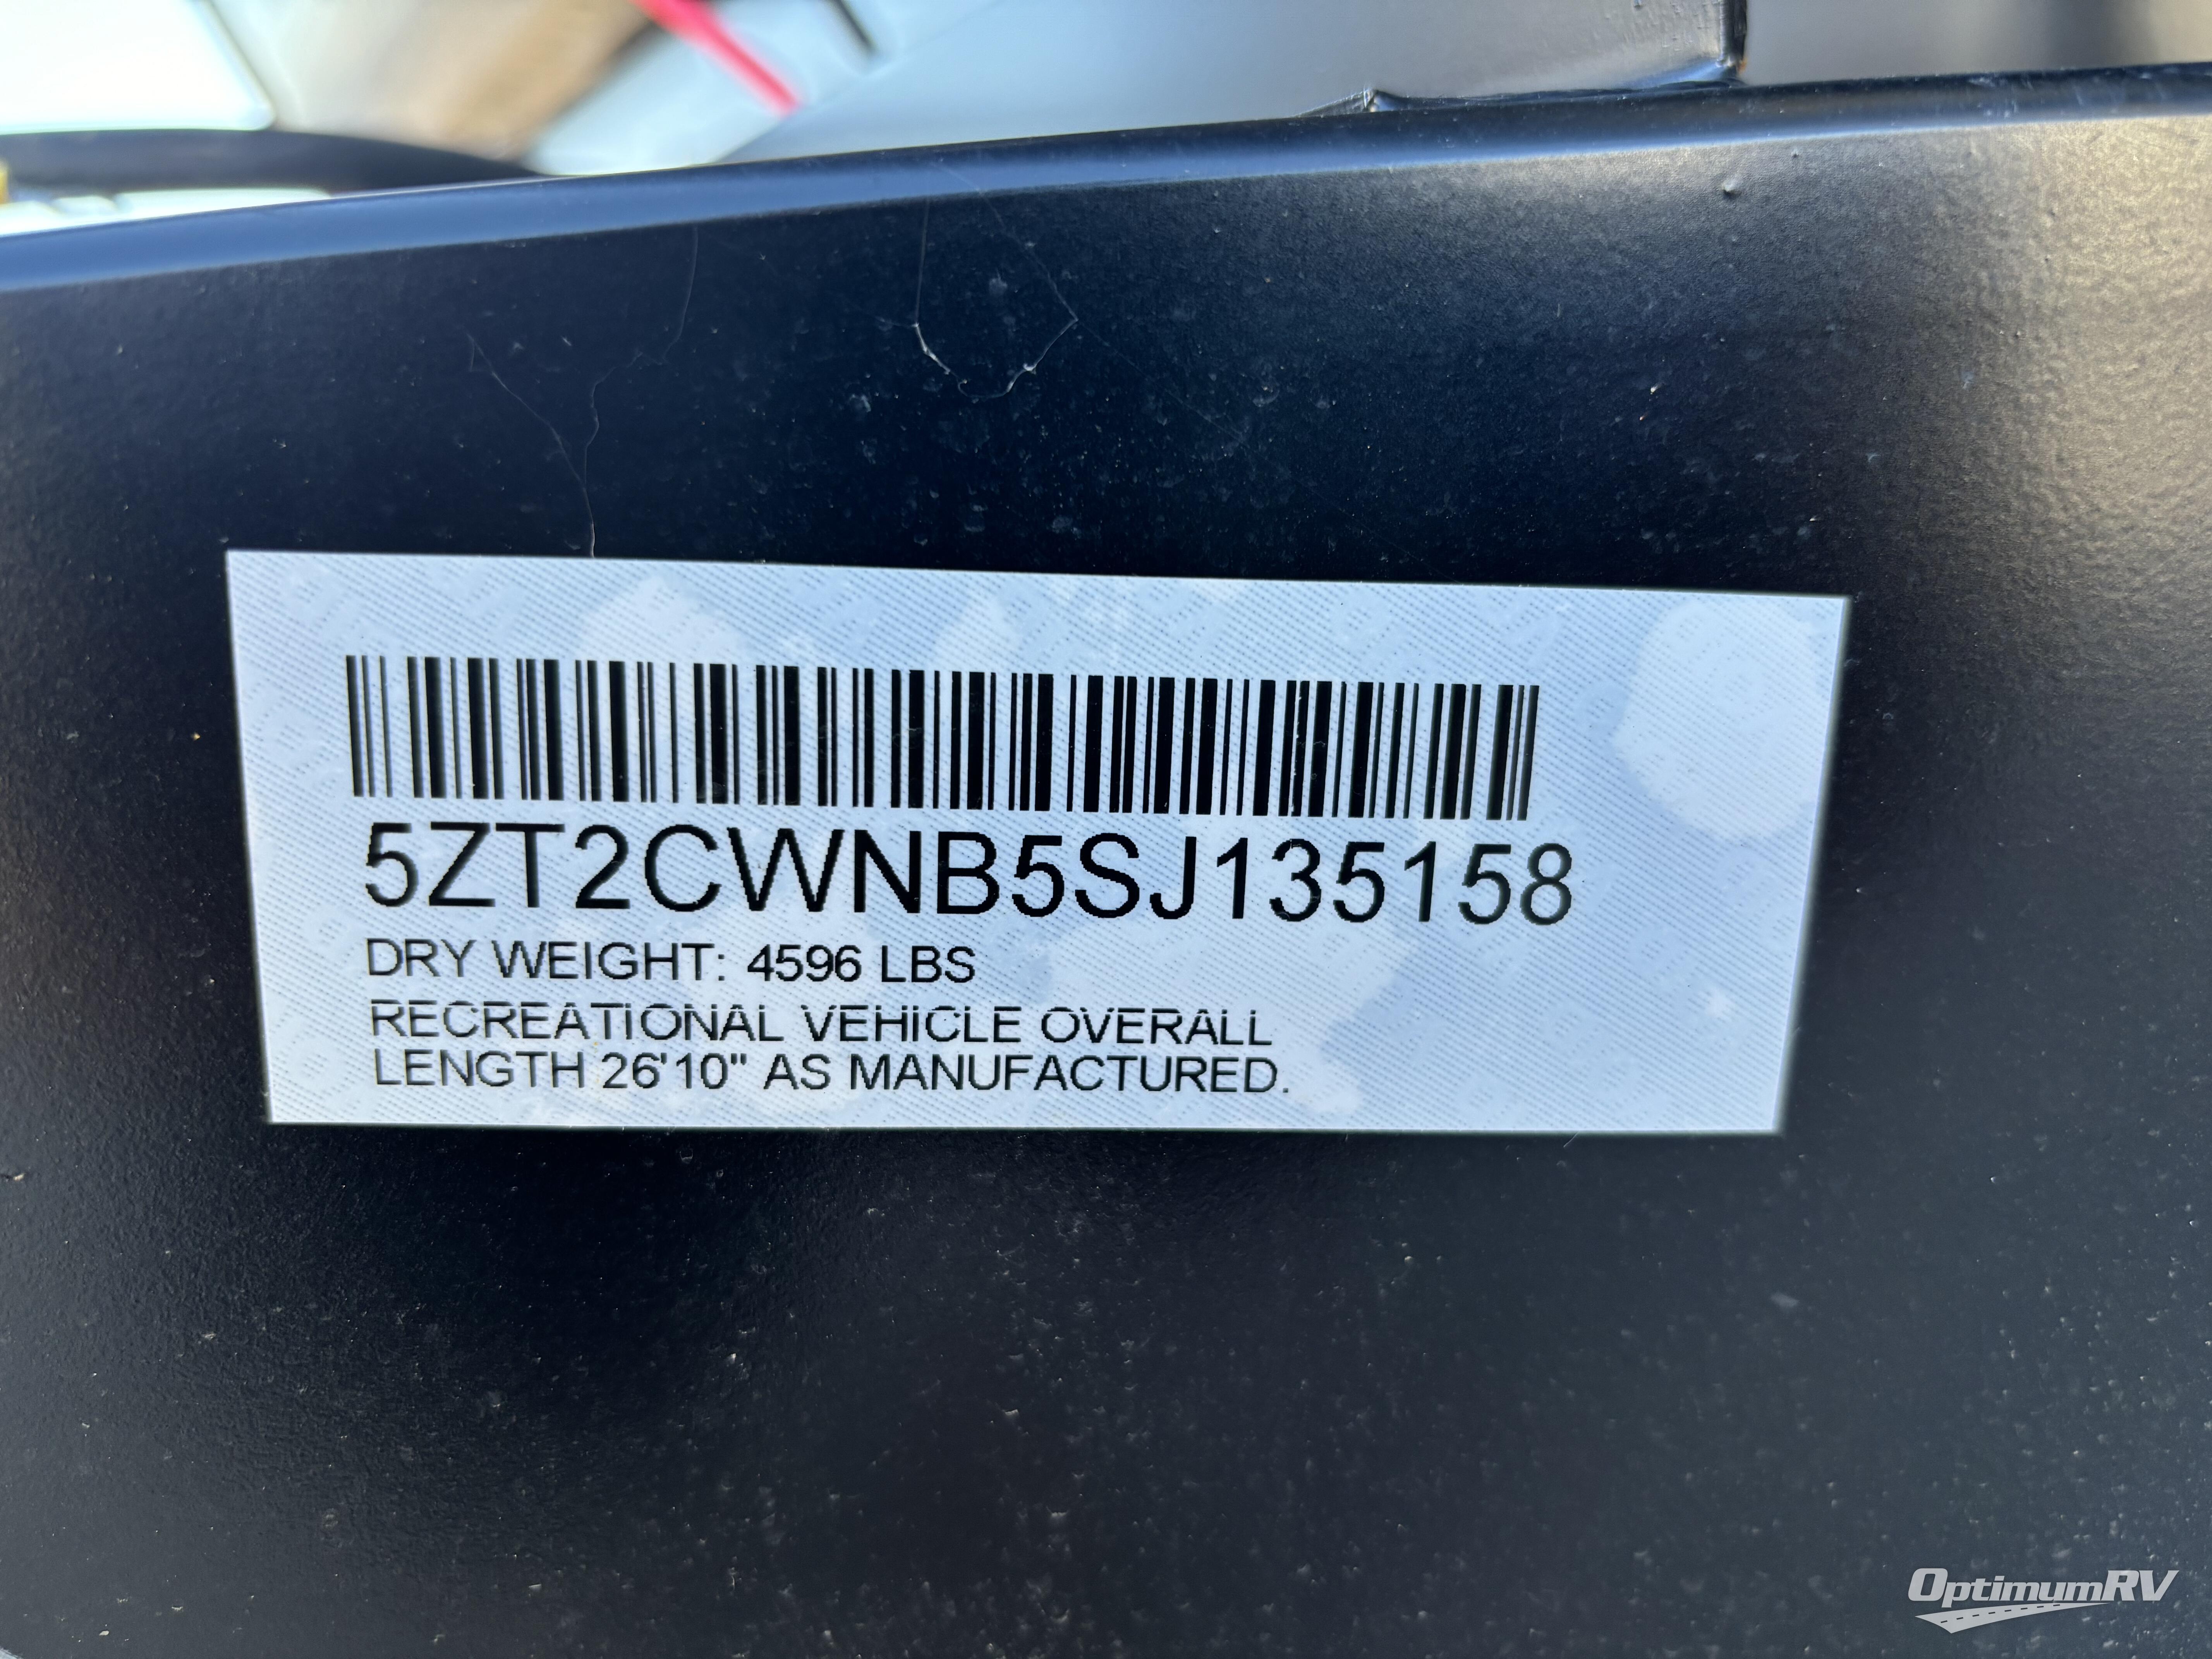 5ZT2CWNB5SJ135158
DRY WEIGHT: 4596 LBS
RECREATIONAL VEHICLE OVERALL
LENGTH 26'10" AS MANUFACTURED.
OptimumRV